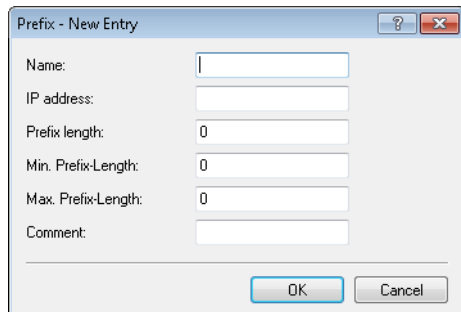 Prefix - New Entry
Name:
IP address:
Prefix length: 0
Min. Prefix-Length: 0
Max. Prefix-Length: 0
Comment:
OK Cancel